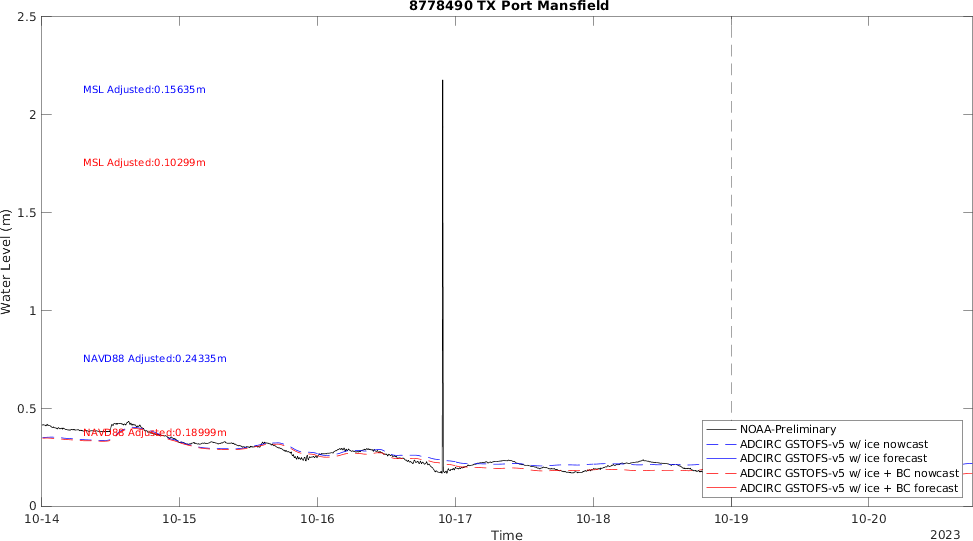 8778490 TX Port Mansfield
2.5
2
1.5
1
0.5
0
Water Level (m)
MSL Adjusted:0.15635m
MSL Adjusted:0.10299m
NAVD88 Adjusted:0.24335m
NAVD88 Adjusted:0.18999m
NOAA-Preliminary
ADCIRC GSTOFS-v5 w/ ice nowcast
ADCIRC GSTOFS-v5 w/ ice forecast
ADCIRC GSTOFS-v5 w/ ice + BC nowcast
ADCIRC GSTOFS-v5 w/ ice + BC forecast
10-14 10-15 10-16 10-17 10-18 10-19 10-20
Time
2023